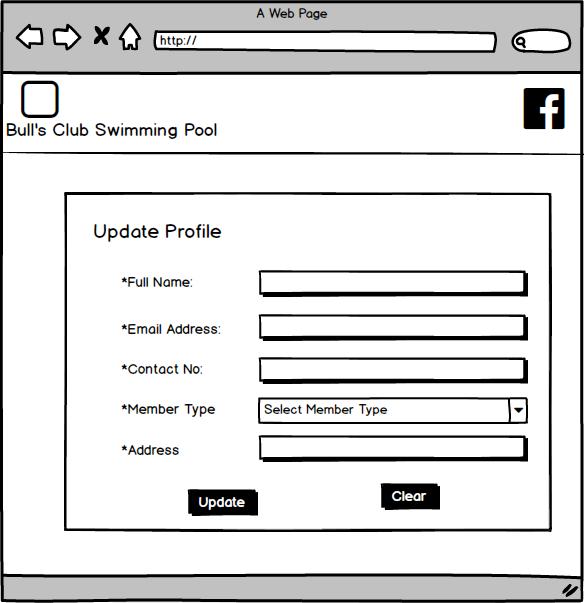 A Web Page
http://
Bull's Club Swimming Pool
f
Update Profile
*Full Name:
*Email Address:
*Contact No:
*Member Type
Select Member Type
*Address
Update
Clear